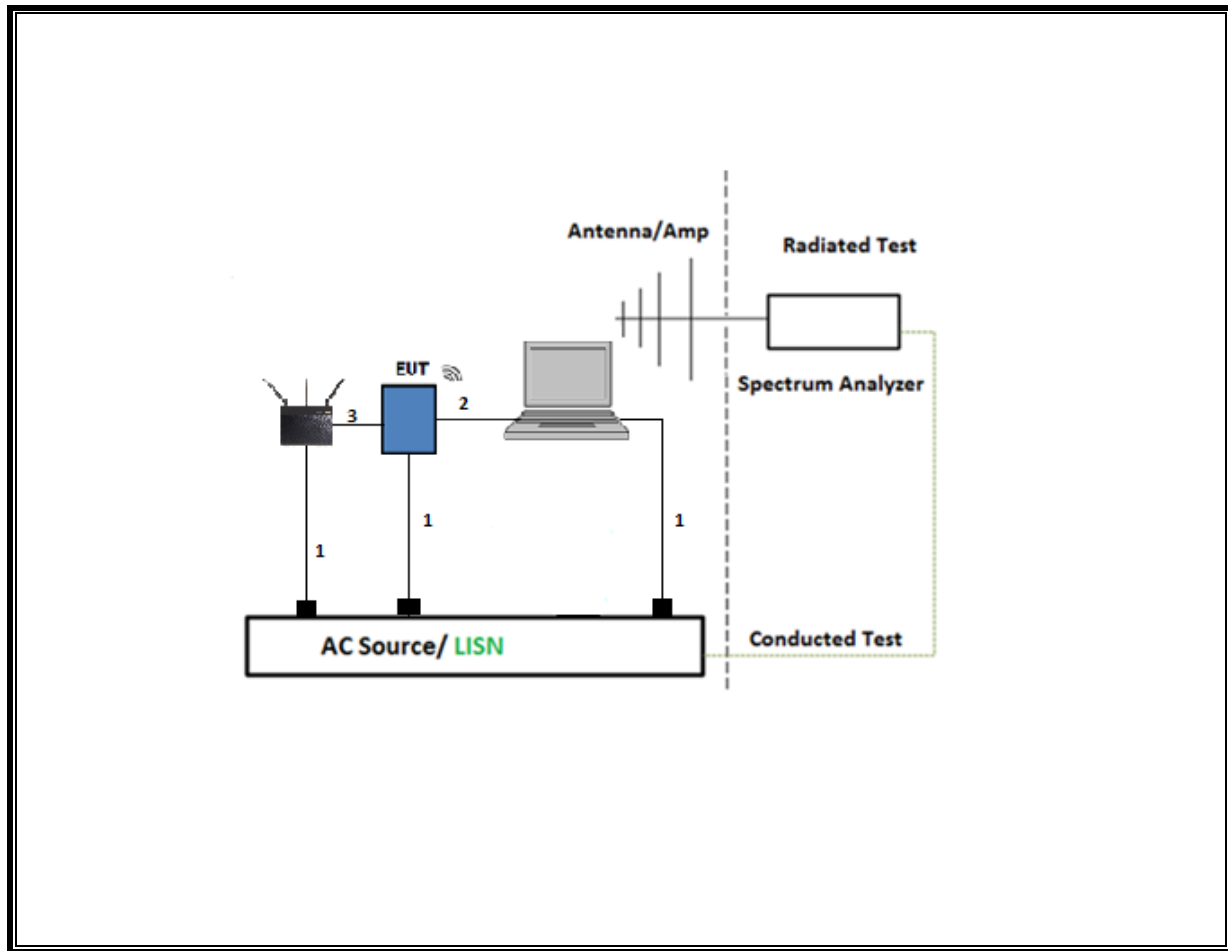 Antenna/Amp
Radiated Test
Spectrum Analyzer
EUT
2
3
1
1
1
AC Source/ LISN
Conducted Test